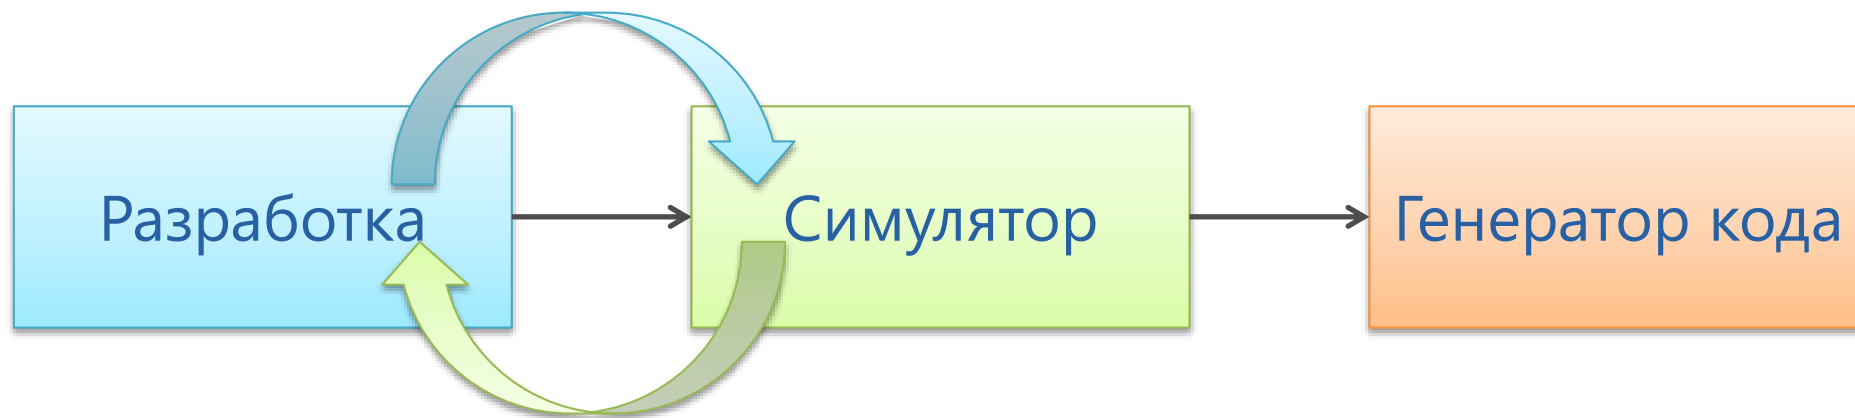 Разработка
Симулятор
Генератор кода